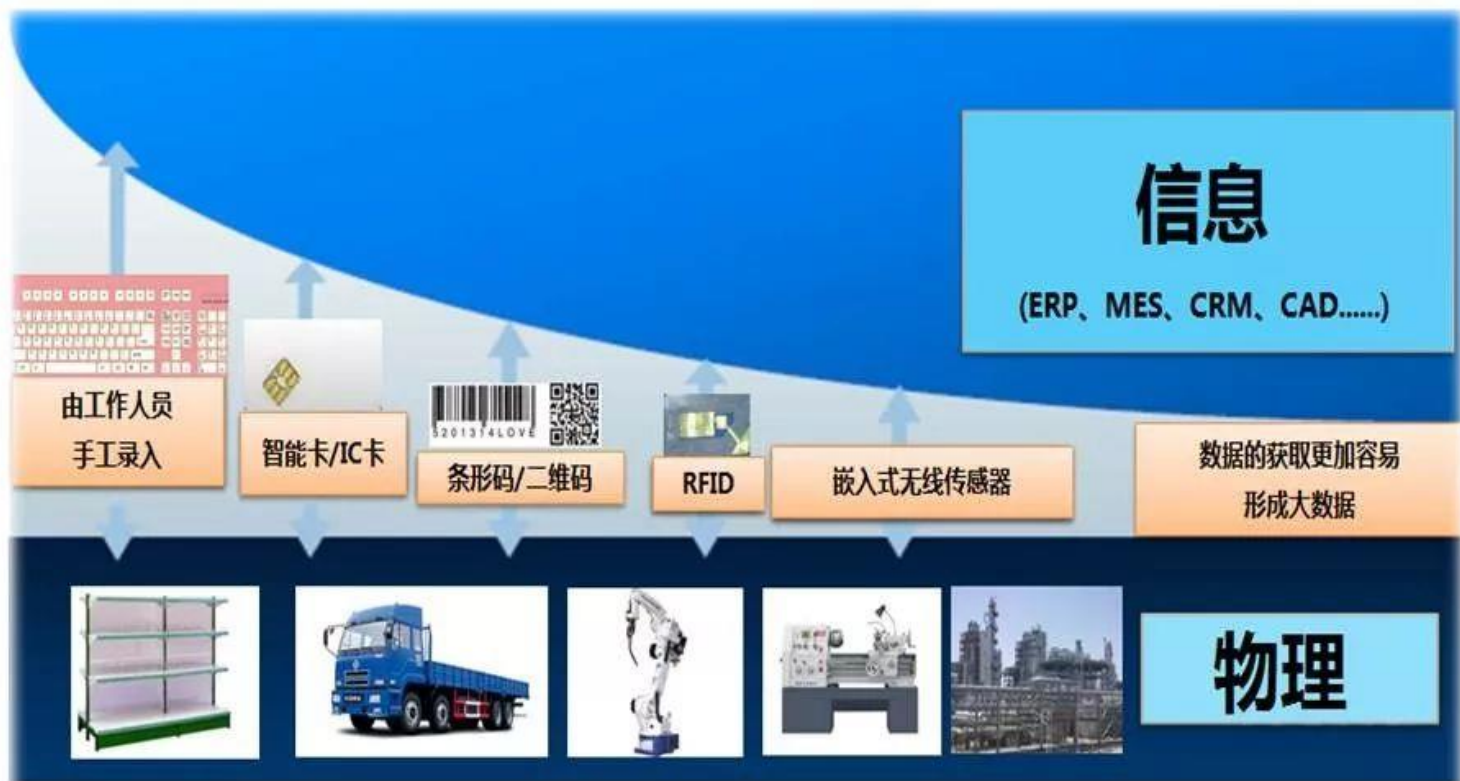 信息
(ERP、MES、CRM、CAD......)
由工作人员
手工录入
智能卡/IC卡
5201314LOVE
条形码/二维码
RFID
嵌入式无线传感器
数据的获取更加容易
形成大数据
物理